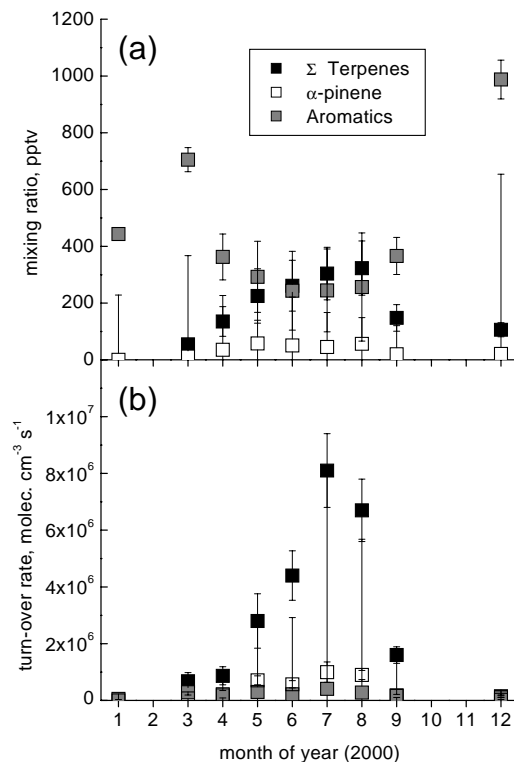 (a)
Σ Terpenes
α-pinene
Aromatics
1200
1000
800
600
400
200
0
mixing ratio, pptv
(b)
1x10⁷
8x10⁶
6x10⁶
4x10⁶
2x10⁶
0
turn-over rate, molec. cm⁻³ s⁻¹
1 2 3 4 5 6 7 8 9 10 11 12
month of year (2000)